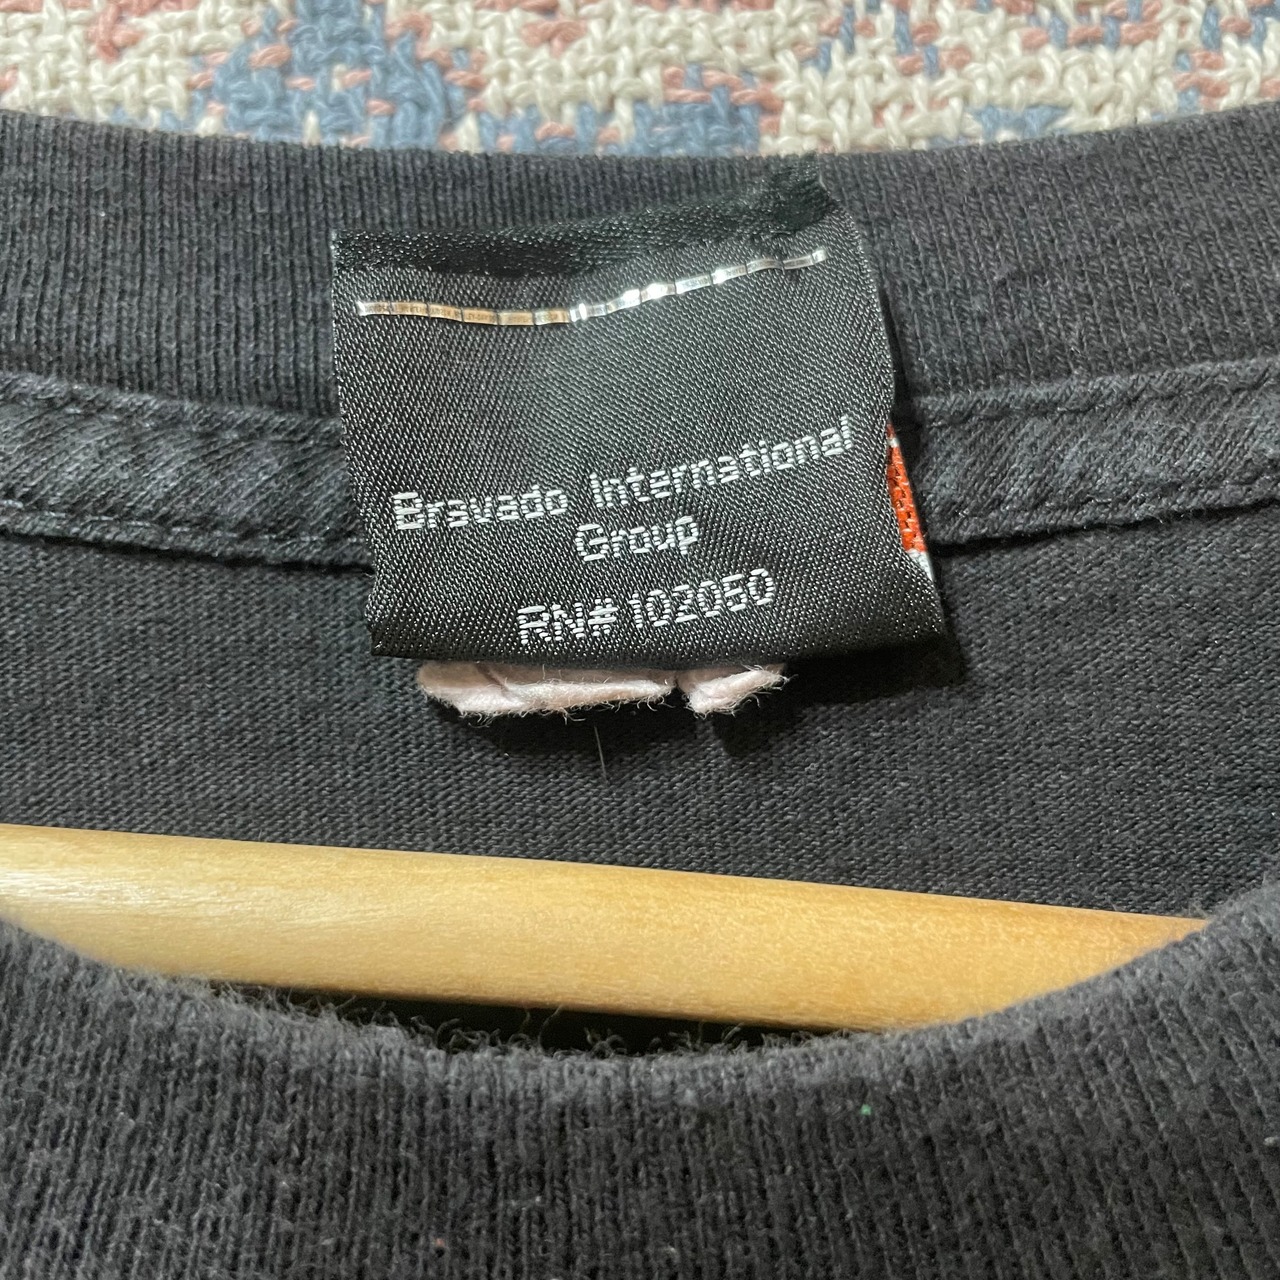 Bravado International
Group
RN# 102050